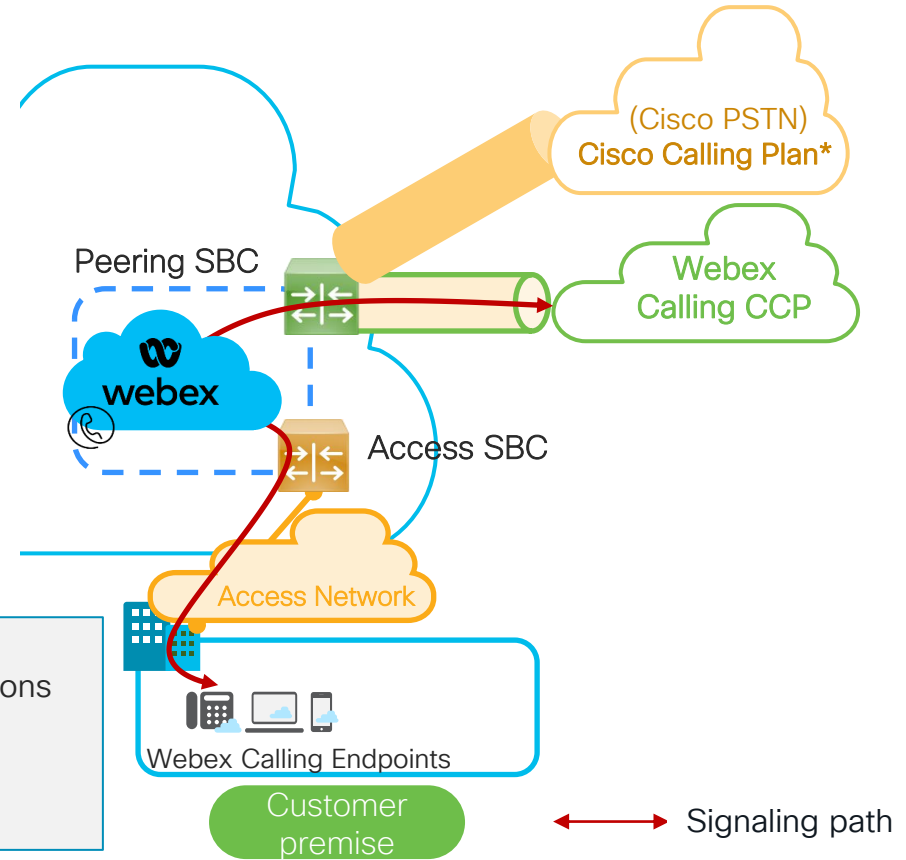 (Cisco PSTN)
Cisco Calling Plan*
Peering SBC
Webex
Calling CCP
webex
Access SBC
Access Network
ons
Webex Calling Endpoints
Customer
premise
Signaling path